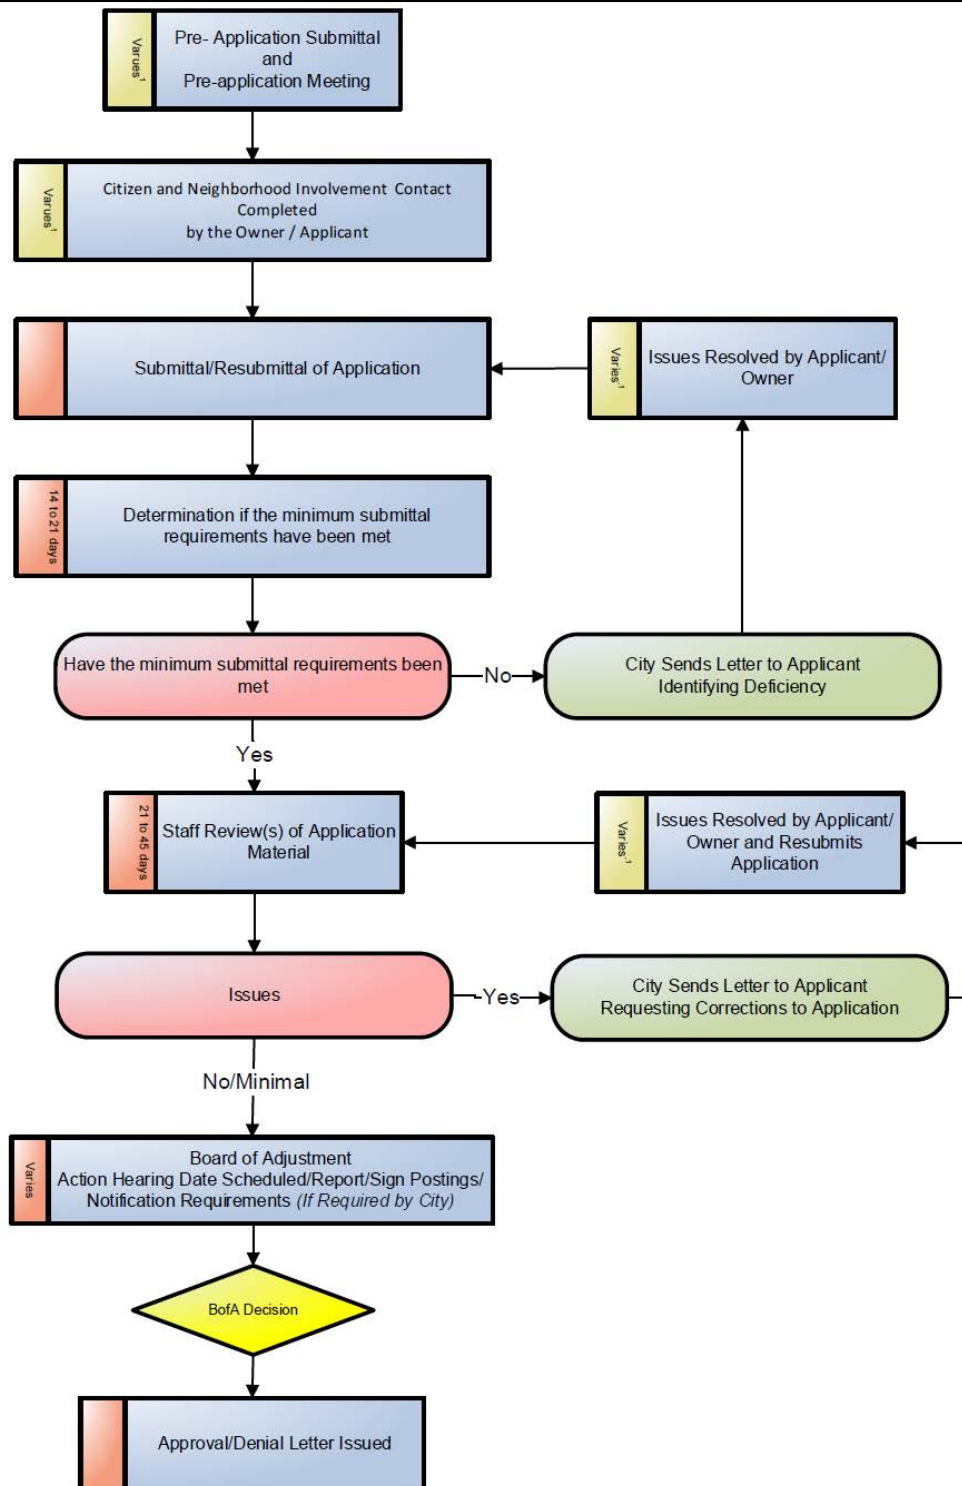 Varues¹
Pre- Application Submittal
and
Pre-application Meeting
Varues¹
Citizen and Neighborhood Involvement Contact
Completed
by the Owner / Applicant
Submittal/Resubmittal of Application
Varies¹
Issues Resolved by Applicant/
Owner
14 to 21 days
Determination if the minimum submittal
requirements have been met
Have the minimum submittal requirements been
met
No
City Sends Letter to Applicant
Identifying Deficiency
Yes
21 to 45 days
Staff Review(s) of Application
Material
Varies¹
Issues Resolved by Applicant/
Owner and Resubmits
Application
Issues
Yes
City Sends Letter to Applicant
Requesting Corrections to Application
No/Minimal
Varies
Board of Adjustment
Action Hearing Date Scheduled/Report/Sign Postings/
Notification Requirements (If Required by City)
BofA Decision
Approval/Denial Letter Issued